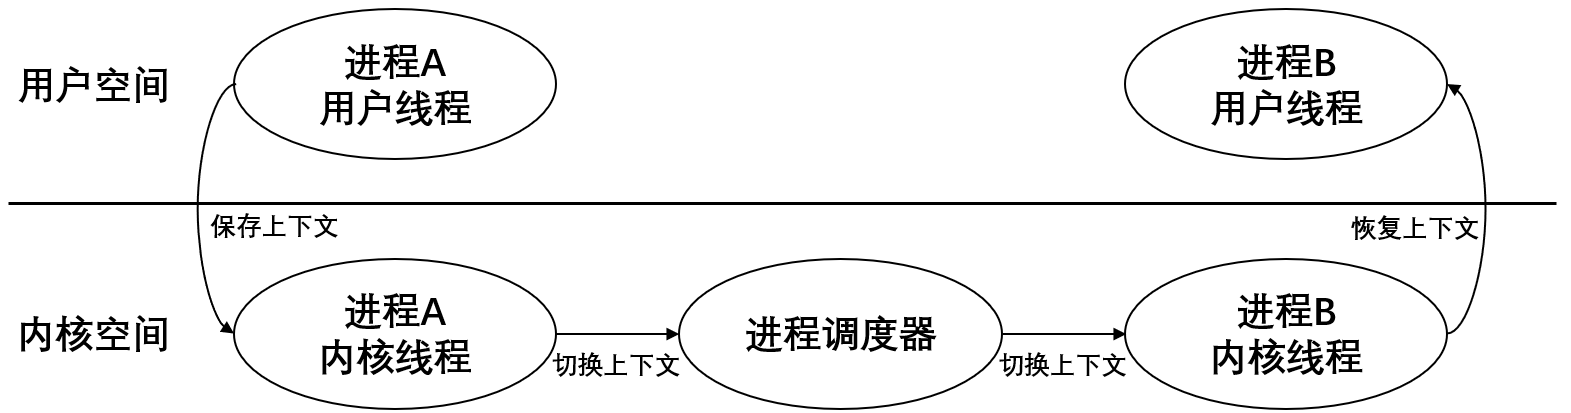 用户空间
进程A
用户线程
进程B
用户线程
保存上下文
恢复上下文
内核空间
进程A
内核线程
切换上下文
进程调度器
切换上下文
进程B
内核线程